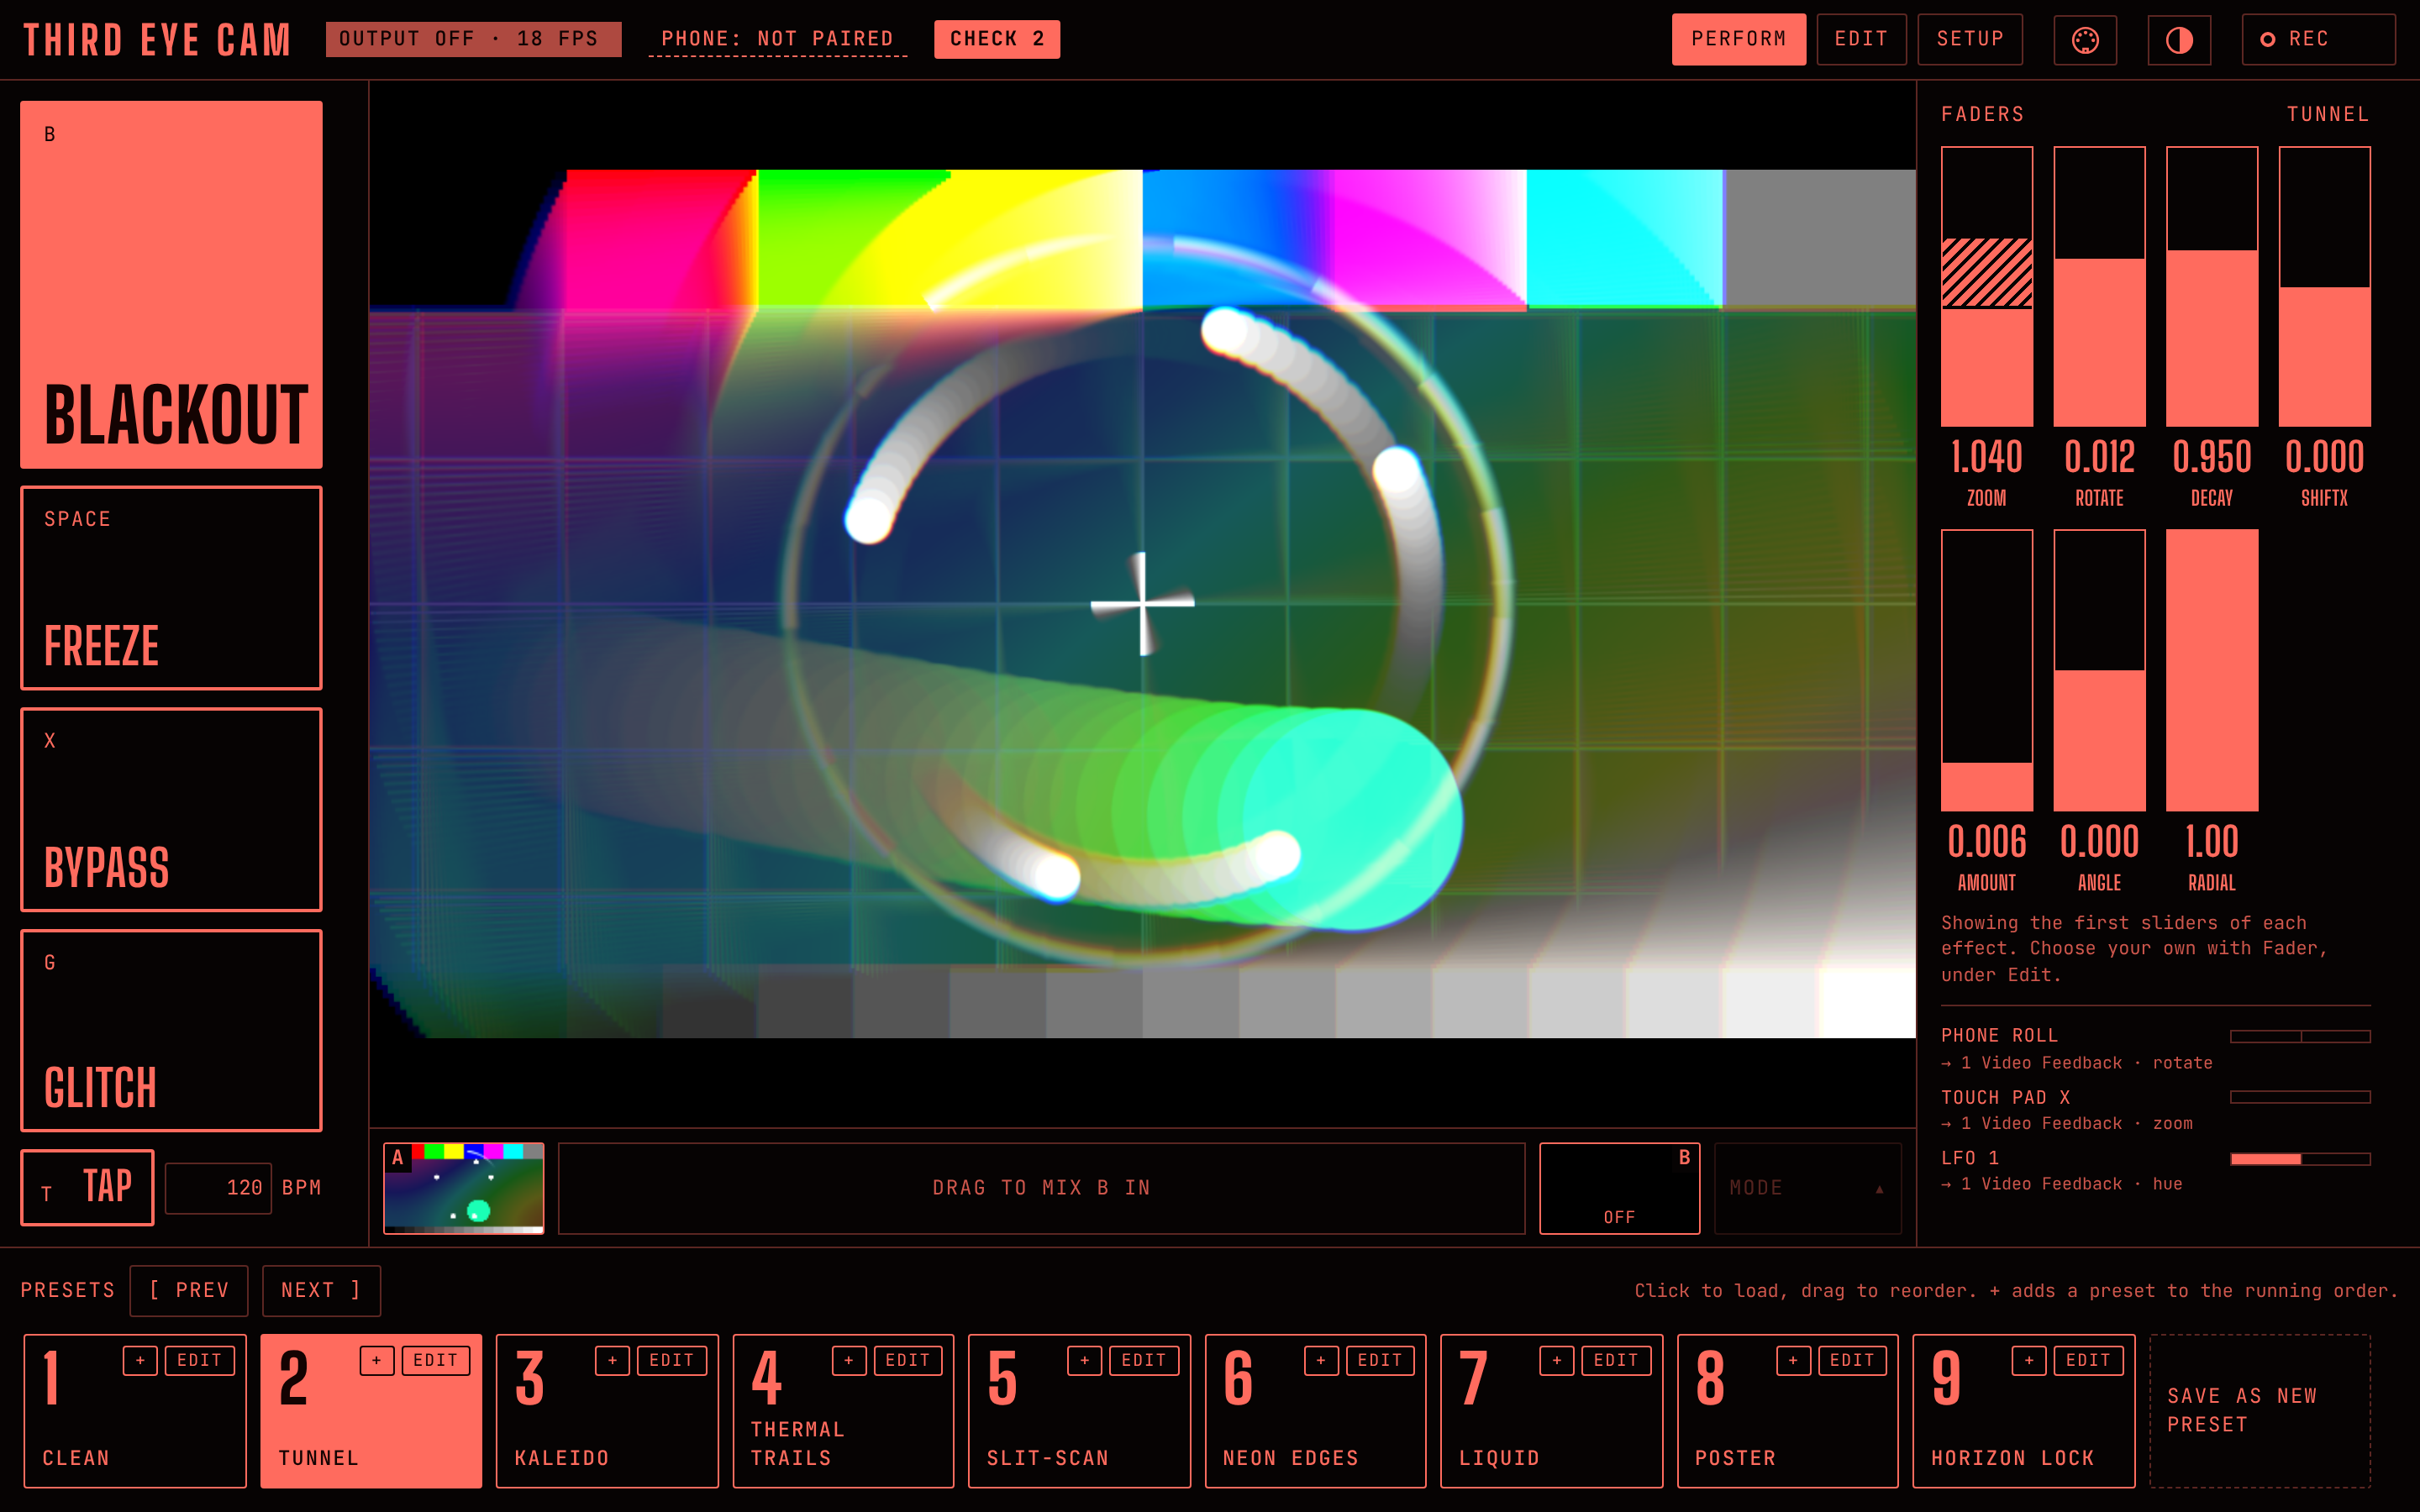 THIRD EYE CAM
OUTPUT OFF · 18 FPS
PHONE: NOT PAIRED
CHECK 2
PERFORM
EDIT
SETUP
REC
B
BLACKOUT
SPACE
FREEZE
X
BYPASS
G
GLITCH
T TAP
120 BPM
FADERS
TUNNEL
1.040 0.012 0.950 0.000
ZOOM ROTATE DECAY SHIFTX
0.006 0.000 1.00
AMOUNT ANGLE RADIAL
Showing the first sliders of each
effect. Choose your own with Fader,
under Edit.
PHONE ROLL
→ 1 Video Feedback · rotate
TOUCH PAD X
→ 1 Video Feedback · zoom
LFO 1
→ 1 Video Feedback · hue
A
DRAG TO MIX B IN
B
OFF
MODE ▲
PRESETS
[ PREV
NEXT ]
Click to load, drag to reorder. + adds a preset to the running order.
1 + EDIT
CLEAN
2 + EDIT
TUNNEL
3 + EDIT
KALEIDO
4 + EDIT
THERMAL
TRAILS
5 + EDIT
SLIT-SCAN
6 + EDIT
NEON EDGES
7 + EDIT
LIQUID
8 + EDIT
POSTER
9 + EDIT
HORIZON LOCK
SAVE AS NEW
PRESET